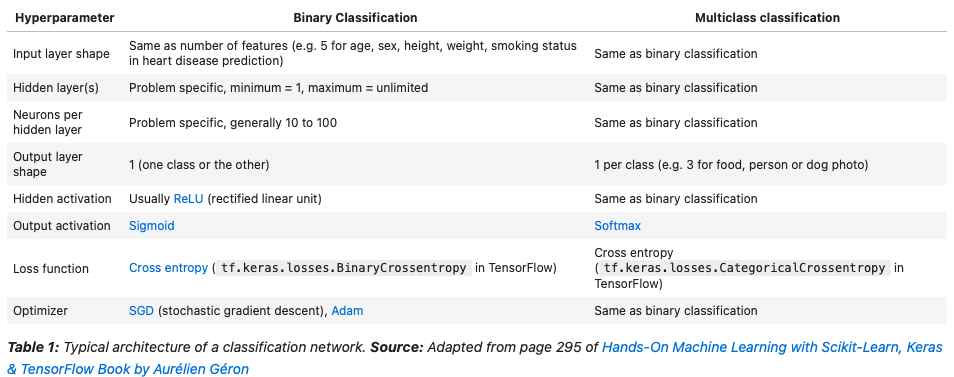 Hyperparameter Binary Classification Multiclass classification
Input layer shape Same as number of features (e.g. 5 for age, sex, height, weight, smoking status in heart disease prediction) Same as binary classification
Hidden layer(s) Problem specific, minimum = 1, maximum = unlimited Same as binary classification
Neurons per hidden layer Problem specific, generally 10 to 100 Same as binary classification
Output layer shape 1 (one class or the other) 1 per class (e.g. 3 for food, person or dog photo)
Hidden activation Usually ReLU (rectified linear unit) Same as binary classification
Output activation Sigmoid Softmax
Loss function Cross entropy ( tf.keras.losses.BinaryCrossentropy in TensorFlow) Cross entropy ( tf.keras.losses.CategoricalCrossentropy in TensorFlow)
Optimizer SGD (stochastic gradient descent), Adam Same as binary classification
Table 1: Typical architecture of a classification network. Source: Adapted from page 295 of Hands-On Machine Learning with Scikit-Learn, Keras
& TensorFlow Book by Aurélien Géron